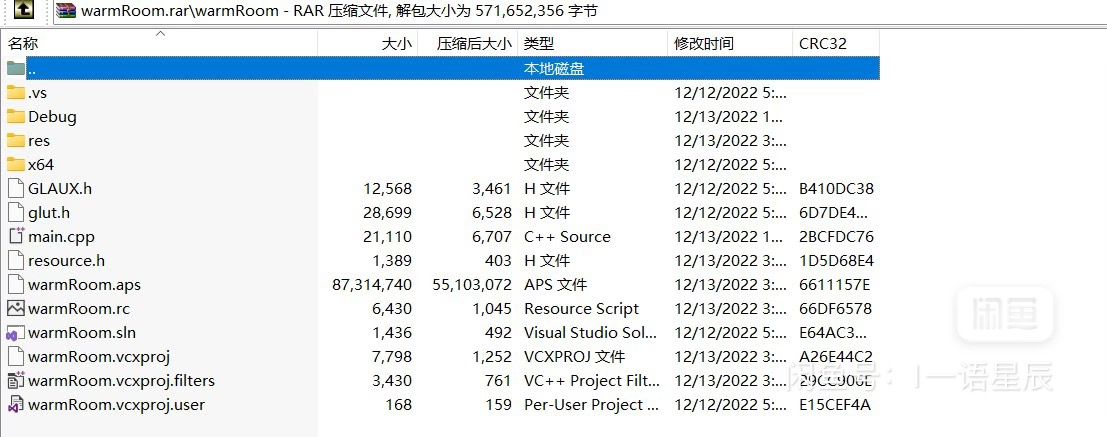 warmRoom.rar\warmRoom - RAR 压缩文件, 解包大小为 571,652,356 字节
名称 大小 压缩后大小 类型 修改时间 CRC32
.. 本地磁盘
.vs 文件夹 12/12/2022 5:...
Debug 文件夹 12/13/2022 1...
res 文件夹 12/13/2022 3:...
x64 文件夹 12/12/2022 5:...
GLAUX.h 12,568 3,461 H 文件 12/12/2022 5:... B410DC38
glut.h 28,699 6,528 H 文件 12/12/2022 5:... 6D7DE4...
main.cpp 21,110 6,707 C++ Source 12/13/2022 1... 2BCFDC76
resource.h 1,389 403 H 文件 12/13/2022 3:... 1D5D68E4
warmRoom.aps 87,314,740 55,103,072 APS 文件 12/13/2022 3:... 6611157E
warmRoom.rc 6,430 1,045 Resource Script 12/13/2022 3:... 66DF6578
warmRoom.sln 1,436 492 Visual Studio Sol... 12/12/2022 5:... E64AC3...
warmRoom.vcxproj 7,798 1,252 VCXPROJ 文件 12/13/2022 3:... A26E44C2
warmRoom.vcxproj.filters 3,430 761 VC++ Project Filt... 12/13/2022 3:... 29CC906E
warmRoom.vcxproj.user 168 159 Per-User Project ... 12/12/2022 5:... E15CEF4A
闲鱼
闲鱼号：I一语星辰